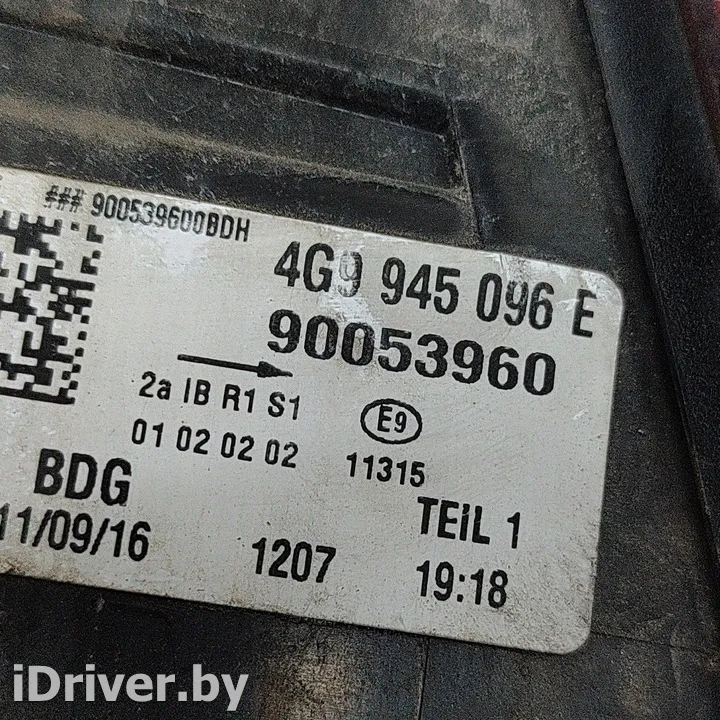 ### 900539600BDH
4G9 945 096 E
90053960
2a IB R1 S1
01 02 02 02
E9
11315
BDG
TEIL 1
11/09/16
1207
19:18
iDriver.by